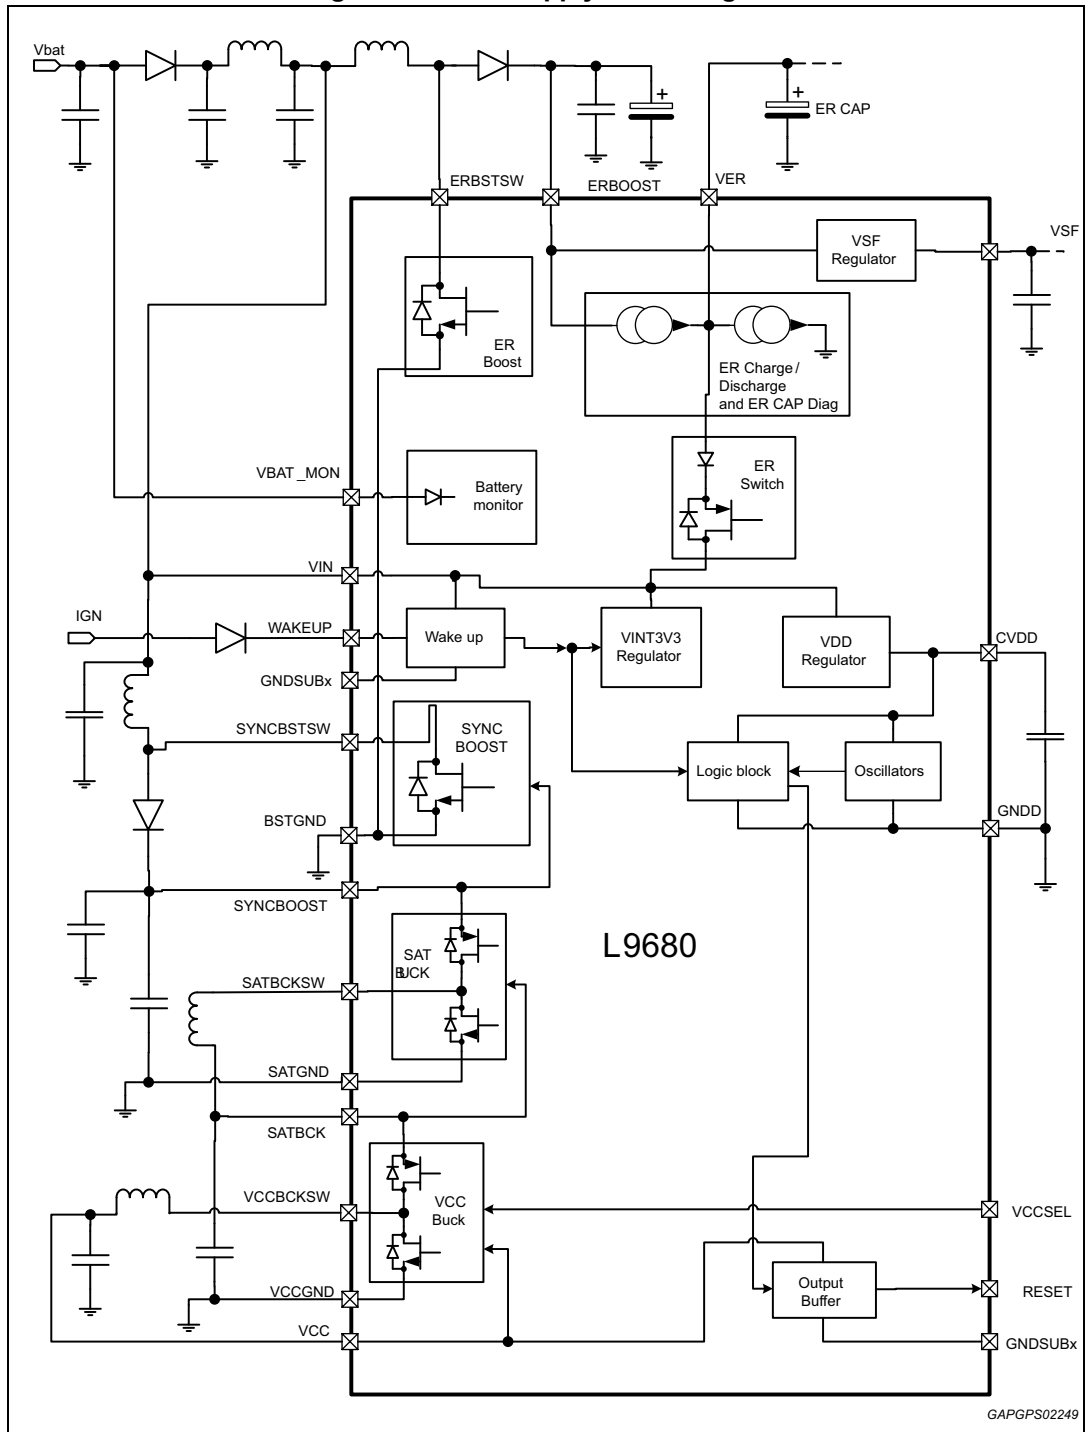 Vbat
ER CAP
ERBSTSW
ERBOOST
VER
VSF
Regulator
VSF
ER
Boost
ER Charge /
Discharge
and ER CAP Diag
VBAT _MON
Battery
monitor
ER
Switch
VIN
IGN
WAKEUP
Wake up
VINT3V3
Regulator
VDD
Regulator
CVDD
GNDSUBx
SYNCBSTSW
SYNC
BOOST
Logic block
Oscillators
BSTGND
GNDD
SYNCBOOST
L9680
SAT
BUCK
SATBCKSW
SATGND
SATBCK
VCCBCKSW
VCC
Buck
VCCSEL
VCCGND
Output
Buffer
RESET
VCC
GNDSUBx
GAPGPS02249